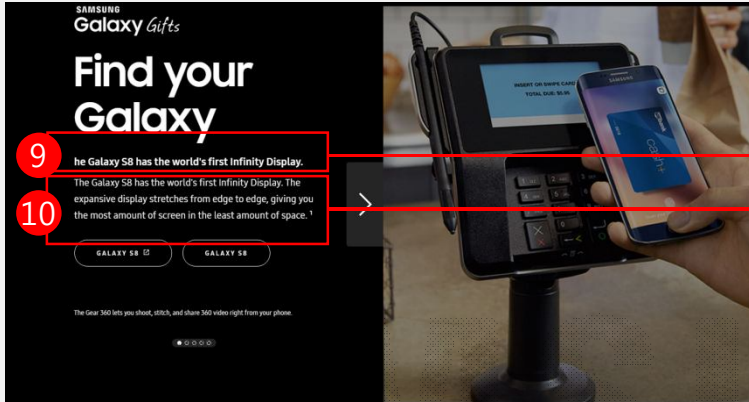 SAMSUNG
Galaxy Gifts
Find your
Galaxy
9
he Galaxy S8 has the world's first Infinity Display.
10
The Galaxy S8 has the world's first Infinity Display. The
expansive display stretches from edge to edge, giving you
the most amount of screen in the least amount of space. ¹
GALAXY S8
GALAXY S8
The Gear 360 lets you shoot, stitch, and share 360 video right from your phone.
INSERT OR SWIPE CARD
TOTAL DUE: $5.95
SAMSUNG
cash+